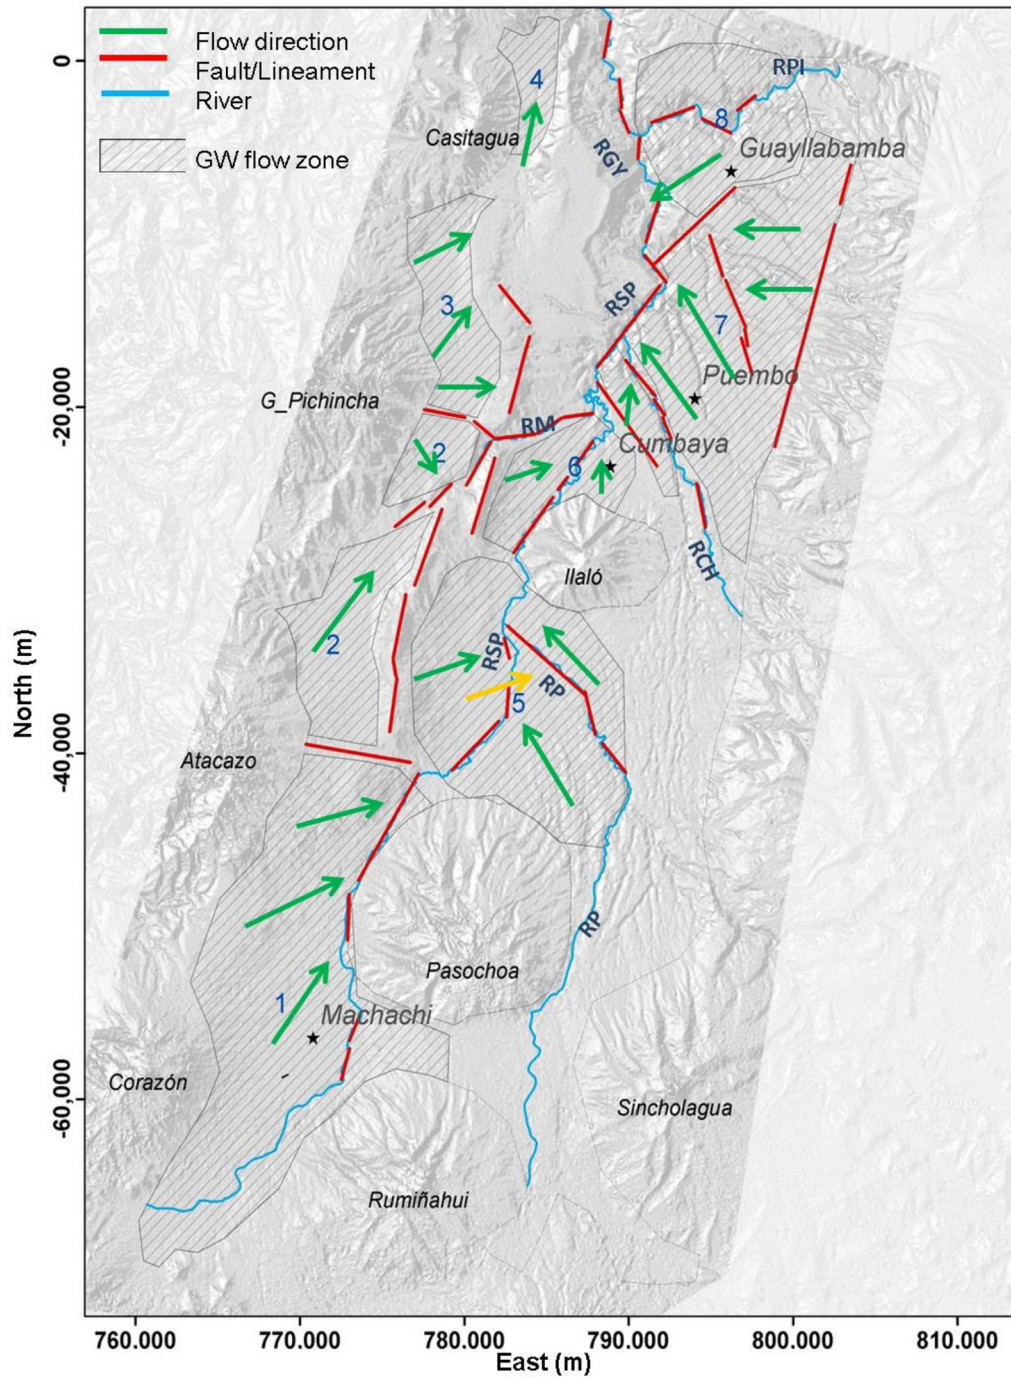 Flow direction
Fault/Lineament
River
GW flow zone
0
-20,000
-40,000
-60,000
North (m)
760.000
770.000
780.000
790.000
800.000
810.000
East (m)
RPI
4
8
Casitagua
Guayllabamba
RGY
RSP
3
7
Puembo
G_Pichincha
RM
Cumbaya
2
6
RCH
Ilaló
2
RSP
RP
5
Atacazo
RP
Pasochoa
1
Machachi
Corazón
Sincholagua
Rumiñahui